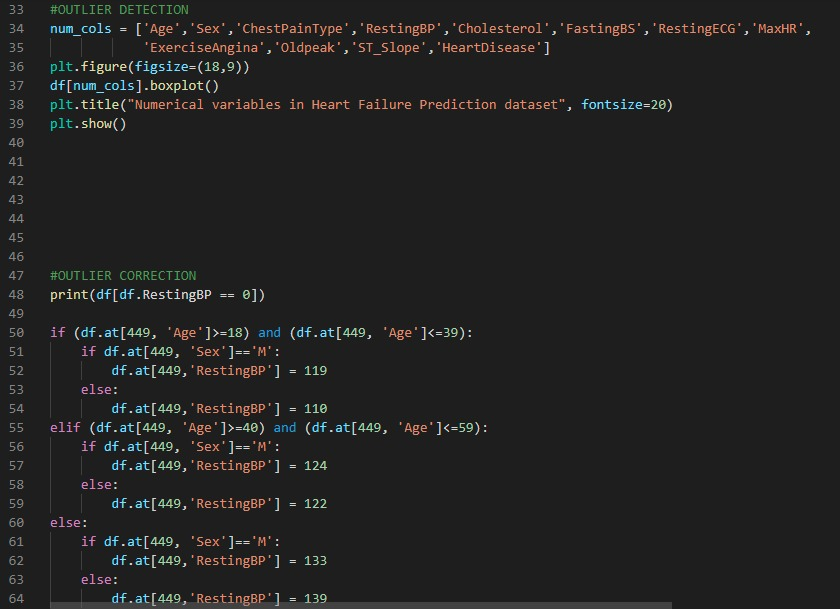 33 #OUTLIER DETECTION
34 num_cols = ['Age','Sex','ChestPainType','RestingBP','Cholesterol','FastingBS','RestingECG','MaxHR',
35 'ExerciseAngina','Oldpeak','ST_Slope','HeartDisease']
36 plt.figure(figsize=(18,9))
37 df[num_cols].boxplot()
38 plt.title("Numerical variables in Heart Failure Prediction dataset", fontsize=20)
39 plt.show()
40
41
42
43
44
45
46
47 #OUTLIER CORRECTION
48 print(df[df.RestingBP == 0])
49
50 if (df.at[449, 'Age']>=18) and (df.at[449, 'Age']<=39):
51 if df.at[449, 'Sex']=='M':
52 df.at[449,'RestingBP'] = 119
53 else:
54 df.at[449,'RestingBP'] = 110
55 elif (df.at[449, 'Age']>=40) and (df.at[449, 'Age']<=59):
56 if df.at[449, 'Sex']=='M':
57 df.at[449,'RestingBP'] = 124
58 else:
59 df.at[449,'RestingBP'] = 122
60 else:
61 if df.at[449, 'Sex']=='M':
62 df.at[449,'RestingBP'] = 133
63 else:
64 df.at[449,'RestingBP'] = 139